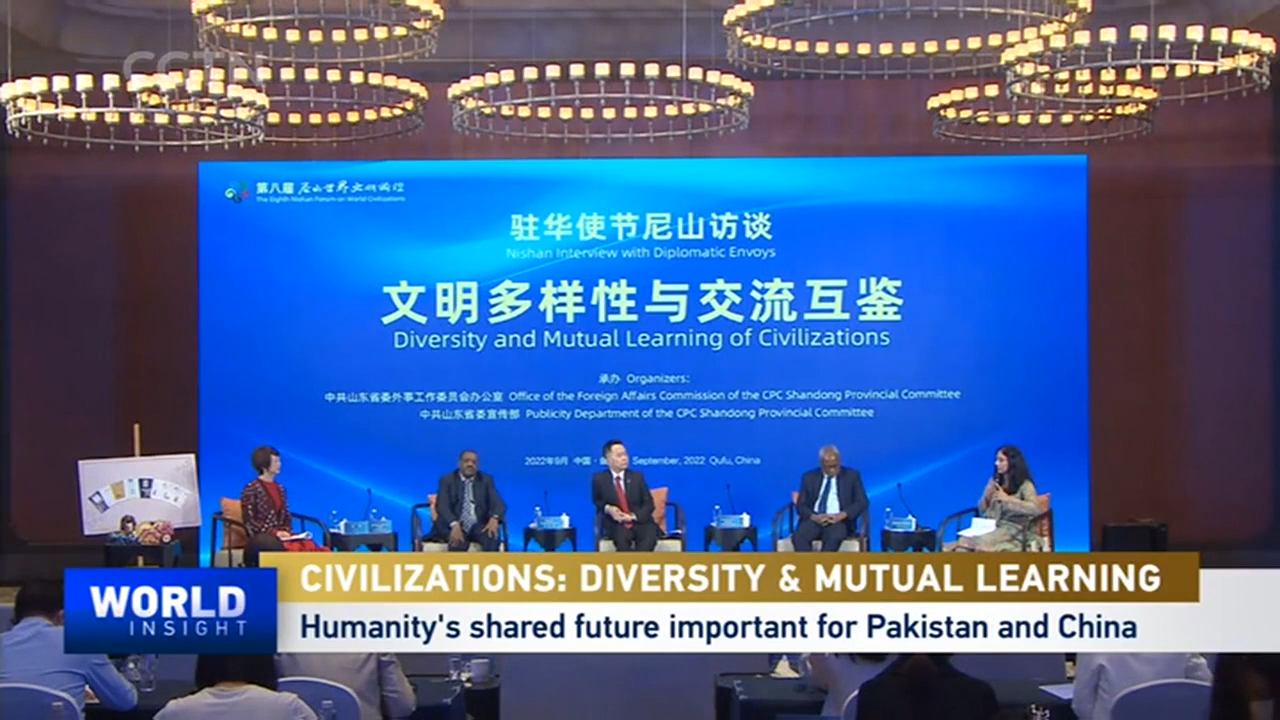 CGTN
第八届 尼山世界文明论坛
The Eighth Nishan Forum on World Civilizations
驻华使节尼山访谈
Nishan Interview with Diplomatic Envoys
文明多样性与交流互鉴
Diversity and Mutual Learning of Civilizations
承办 Organizers:
中共山东省委外事工作委员会办公室 Office of the Foreign Affairs Commission of the CPC Shandong Provincial Committee
中共山东省委宣传部 Publicity Department of the CPC Shandong Provincial Committee
2022年9月 中国 · September, 2022 Qufu, China
CIVILIZATIONS: DIVERSITY & MUTUAL LEARNING
WORLD
INSIGHT
Humanity's shared future important for Pakistan and China